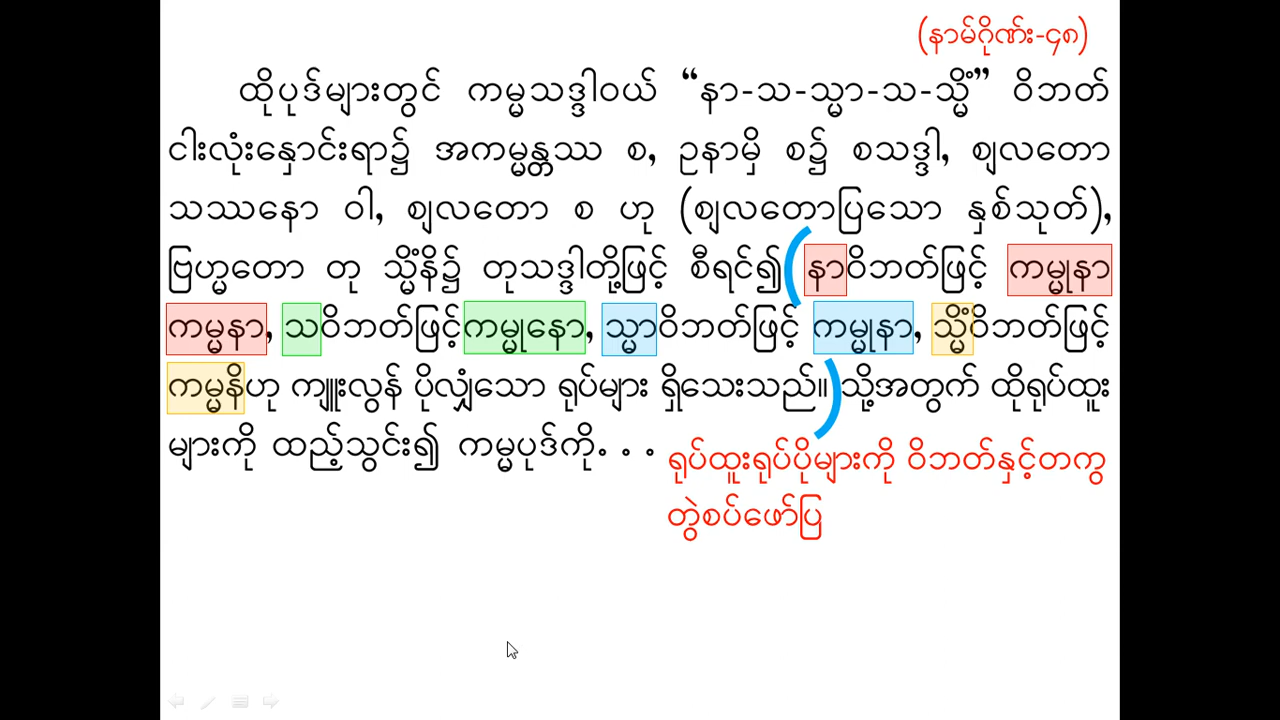 (နာမ်ဂိုဏ်း-၄၈)
ထိုပုဒ်များတွင် ကမ္မသဒ္ဒါဝယ် “နာ-သ-သ္မာ-သ-သ္မိံ” ဝိဘတ်
ငါးလုံးနှောင်းရာ၌ အကမ္မန္တဿ စ, ဥနာမှိ စ၌ စသဒ္ဒါ, ဈလတော
သဿနော ဝါ, ဈလတော စ ဟု (ဈလတောပြသော နှစ်သုတ်),
ဗြဟ္မတော တု သ္မိံနိ၌ တုသဒ္ဒါတို့ဖြင့် စီရင်၍ နာဝိဘတ်ဖြင့် ကမ္မုနာ
ကမ္မနာ, သဝိဘတ်ဖြင့်ကမ္မုနော, သ္မာဝိဘတ်ဖြင့် ကမ္မုနာ, သ္မိံဝိဘတ်ဖြင့်
ကမ္မနိဟု ကျူးလွန် ပိုလျှံသော ရုပ်များ ရှိသေးသည်။ သို့အတွက် ထိုရုပ်ထူး
များကို ထည့်သွင်း၍ ကမ္မပုဒ်ကို. . .
ရုပ်ထူးရုပ်ပိုများကို ဝိဘတ်နှင့်တကွ
တွဲစပ်ဖော်ပြ